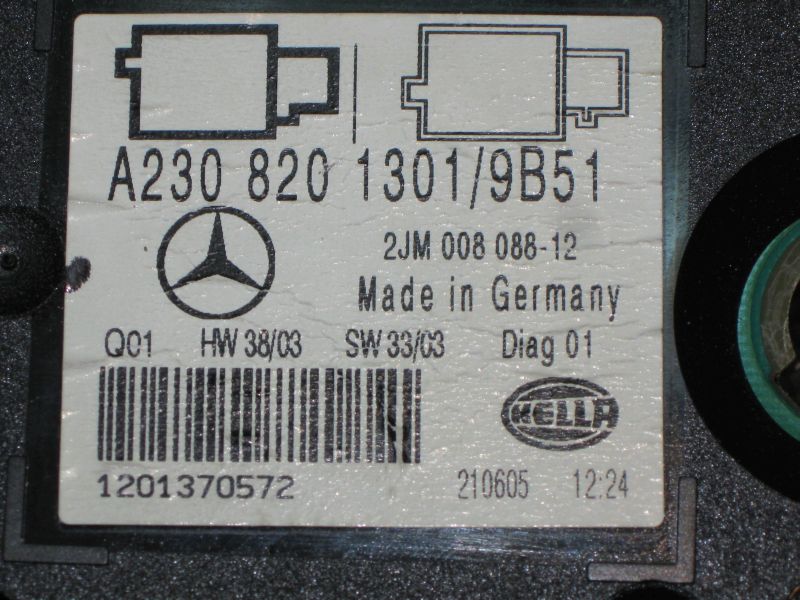 A230 820 1301/9B51
2JM 008 088-12
Made in Germany
Q01 HW 38/03 SW 33/03 Diag 01
HELLA
1201370572 210605 12:24